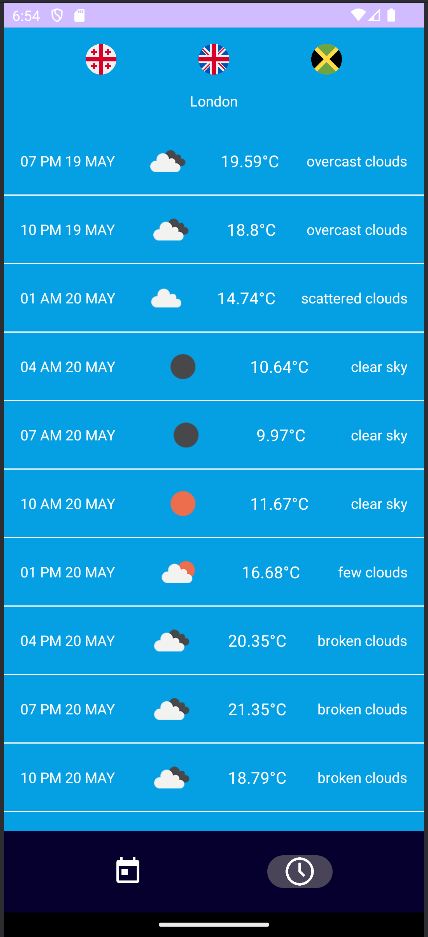 6:54
London
07 PM 19 MAY 19.59°C overcast clouds
10 PM 19 MAY 18.8°C overcast clouds
01 AM 20 MAY 14.74°C scattered clouds
04 AM 20 MAY 10.64°C clear sky
07 AM 20 MAY 9.97°C clear sky
10 AM 20 MAY 11.67°C clear sky
01 PM 20 MAY 16.68°C few clouds
04 PM 20 MAY 20.35°C broken clouds
07 PM 20 MAY 21.35°C broken clouds
10 PM 20 MAY 18.79°C broken clouds